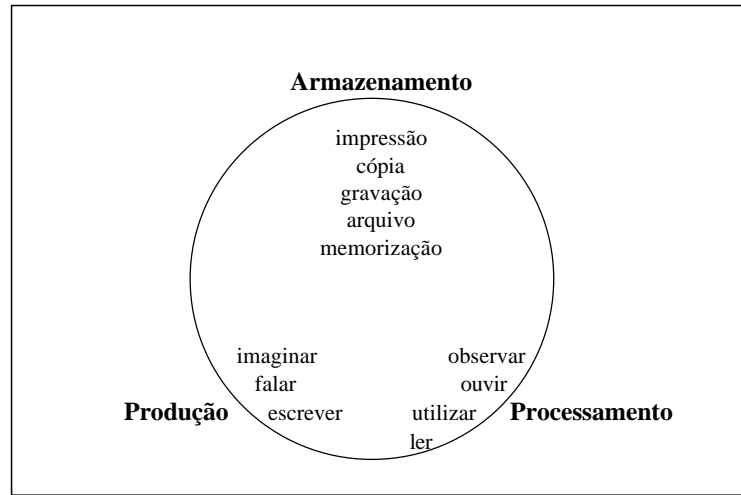 Armazenamento
impressão
cópia
gravação
arquivo
memorização
imaginar
falar
escrever
Produção
observar
ouvir
utilizar
ler
Processamento